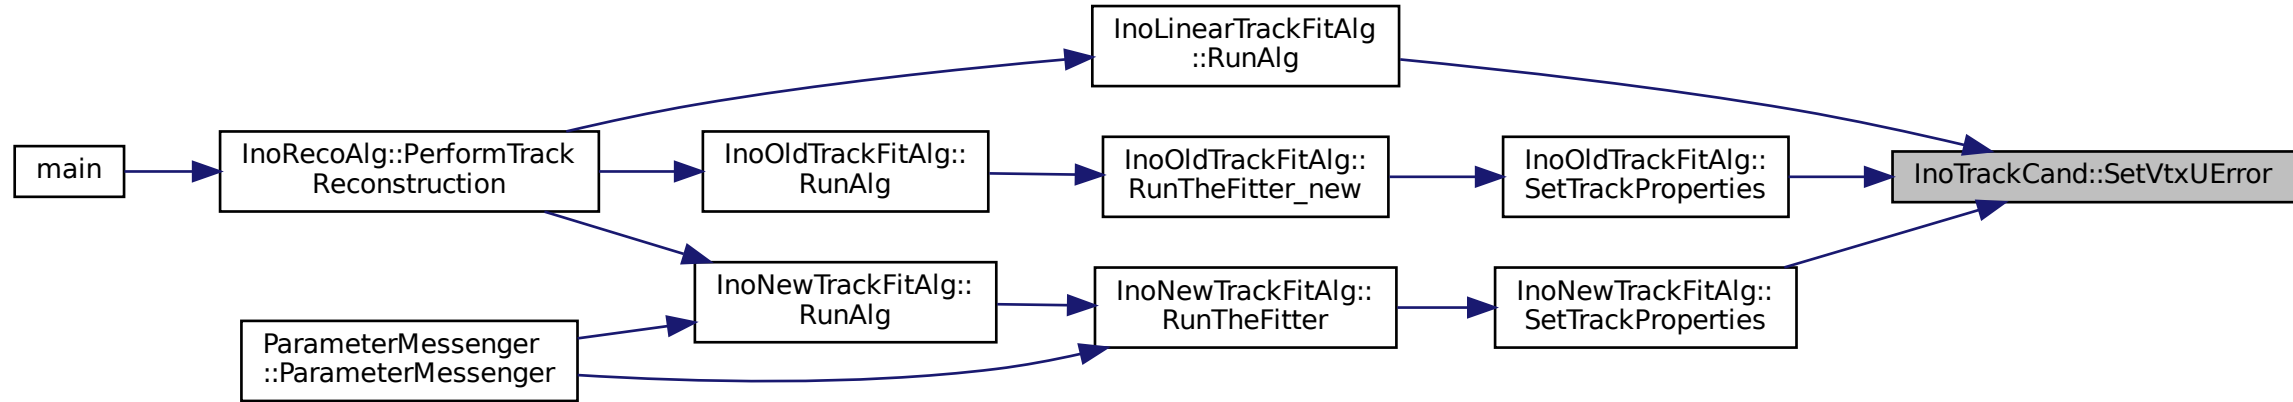 main
InoRecoAlg::PerformTrack
Reconstruction
InoLinearTrackFitAlg
::RunAlg
InoOldTrackFitAlg::
RunAlg
InoOldTrackFitAlg::
RunTheFitter_new
InoOldTrackFitAlg::
SetTrackProperties
InoTrackCand::SetVtxUError
InoNewTrackFitAlg::
RunAlg
InoNewTrackFitAlg::
RunTheFitter
InoNewTrackFitAlg::
SetTrackProperties
ParameterMessenger
::ParameterMessenger